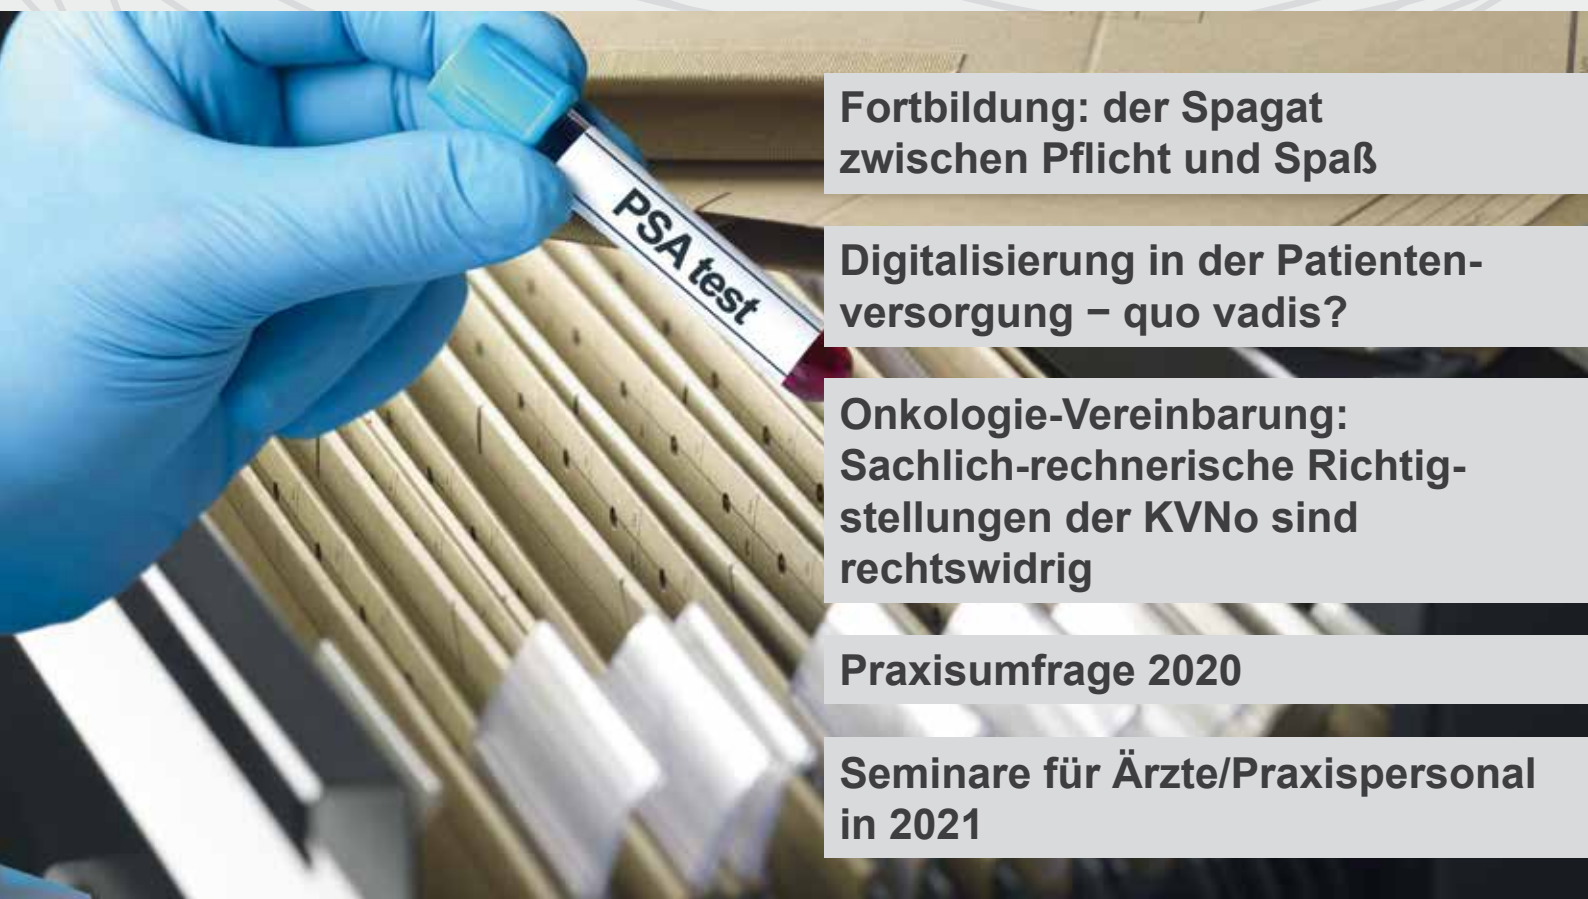 PSA test
Fortbildung: der Spagat
zwischen Pflicht und Spaß
Digitalisierung in der Patienten-
versorgung – quo vadis?
Onkologie-Vereinbarung:
Sachlich-rechnerische Richtig-
stellungen der KVNo sind
rechtswidrig
Praxisumfrage 2020
Seminare für Ärzte/Praxispersonal
in 2021